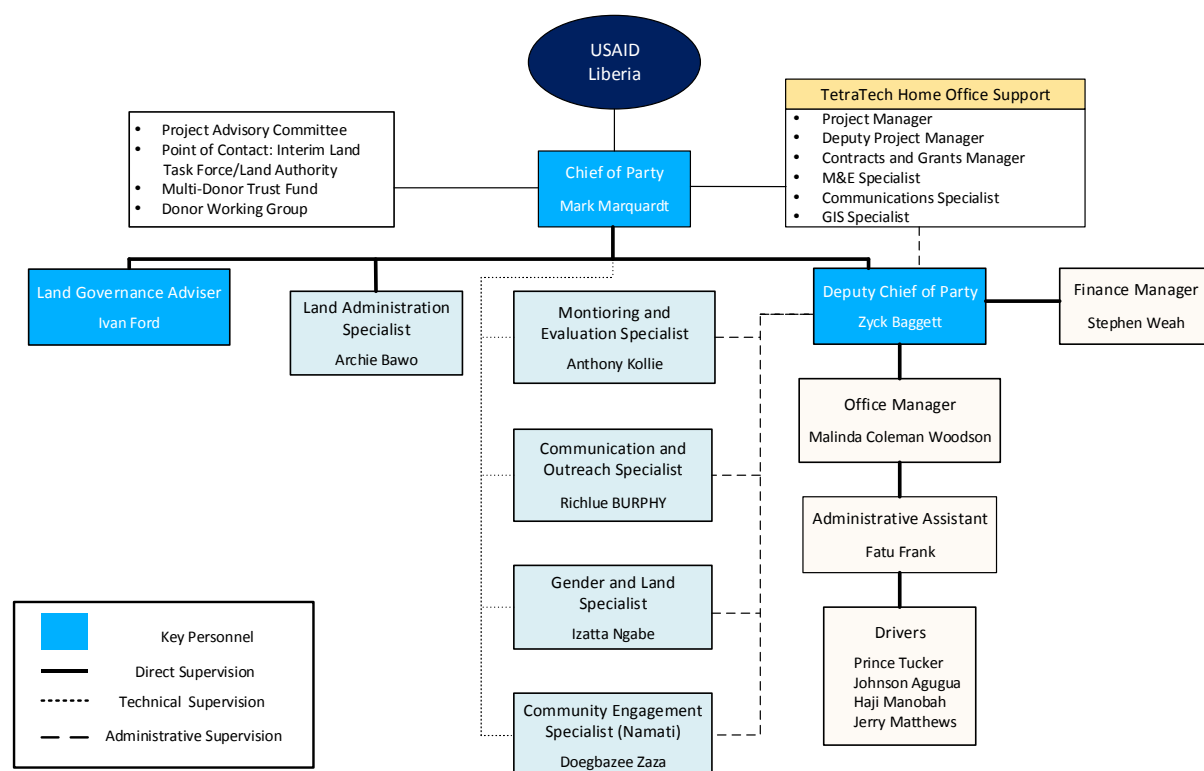 USAID
Liberia
TetraTech Home Office Support
• Project Manager
• Deputy Project Manager
• Contracts and Grants Manager
• M&E Specialist
• Communications Specialist
• GIS Specialist
• Project Advisory Committee
• Point of Contact: Interim Land
Task Force/Land Authority
• Multi-Donor Trust Fund
• Donor Working Group
Chief of Party
Mark Marquardt
Land Governance Adviser
Ivan Ford
Land Administration
Specialist
Archie Bawo
Montioring and
Evaluation Specialist
Anthony Kollie
Deputy Chief of Party
Zyck Baggett
Finance Manager
Stephen Weah
Office Manager
Malinda Coleman Woodson
Communication and
Outreach Specialist
Richlue BURPHY
Administrative Assistant
Fatu Frank
Gender and Land
Specialist
Izatta Ngabe
Drivers
Prince Tucker
Johnson Agugua
Haji Manobah
Jerry Matthews
Community Engagement
Specialist (Namati)
Doegbazee Zaza
Key Personnel
Direct Supervision
Technical Supervision
Administrative Supervision